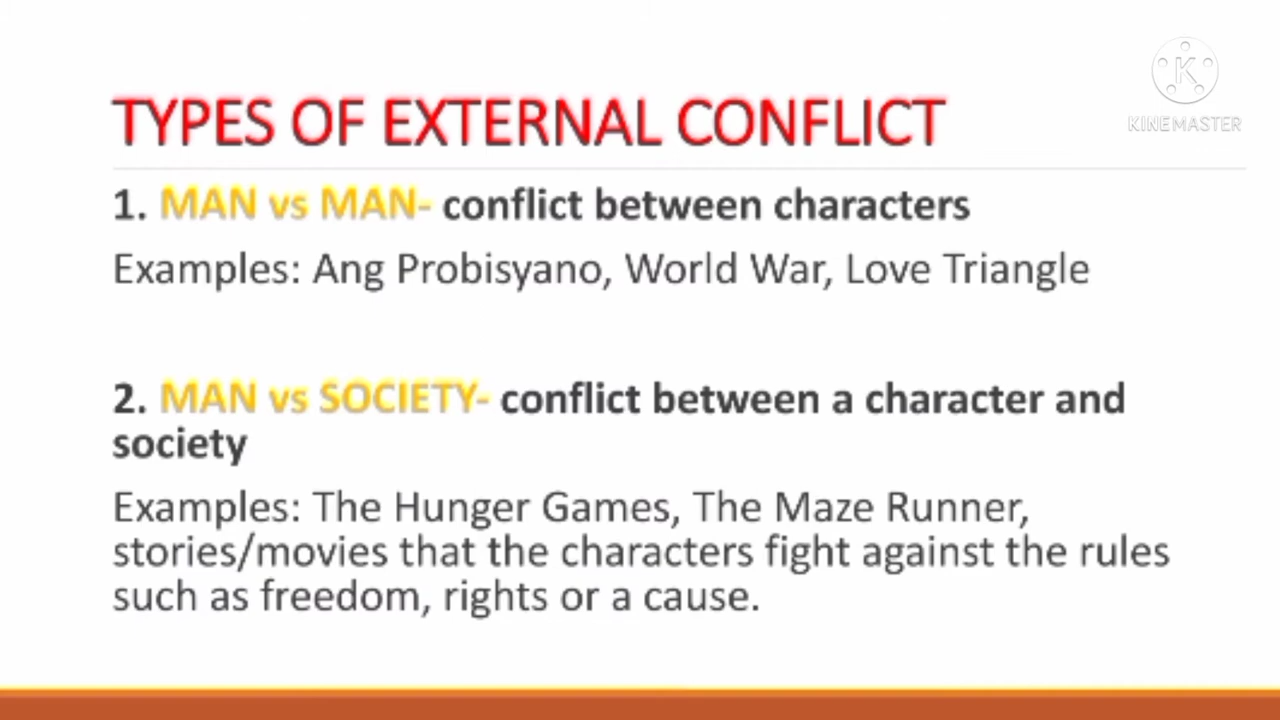 K
KINEMASTER
TYPES OF EXTERNAL CONFLICT
1. MAN vs MAN- conflict between characters
Examples: Ang Probisyano, World War, Love Triangle
2. MAN vs SOCIETY- conflict between a character and
society
Examples: The Hunger Games, The Maze Runner,
stories/movies that the characters fight against the rules
such as freedom, rights or a cause.